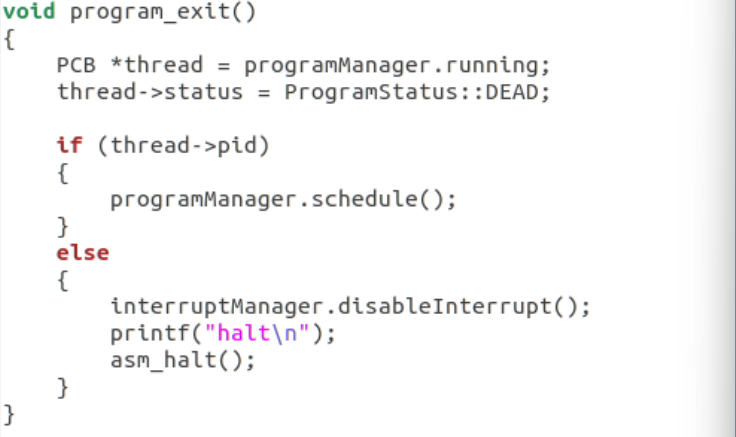 void program_exit()
{
    PCB *thread = programManager.running;
    thread->status = ProgramStatus::DEAD;

    if (thread->pid)
    {
        programManager.schedule();
    }
    else
    {
        interruptManager.disableInterrupt();
        printf("halt\n");
        asm_halt();
    }
}